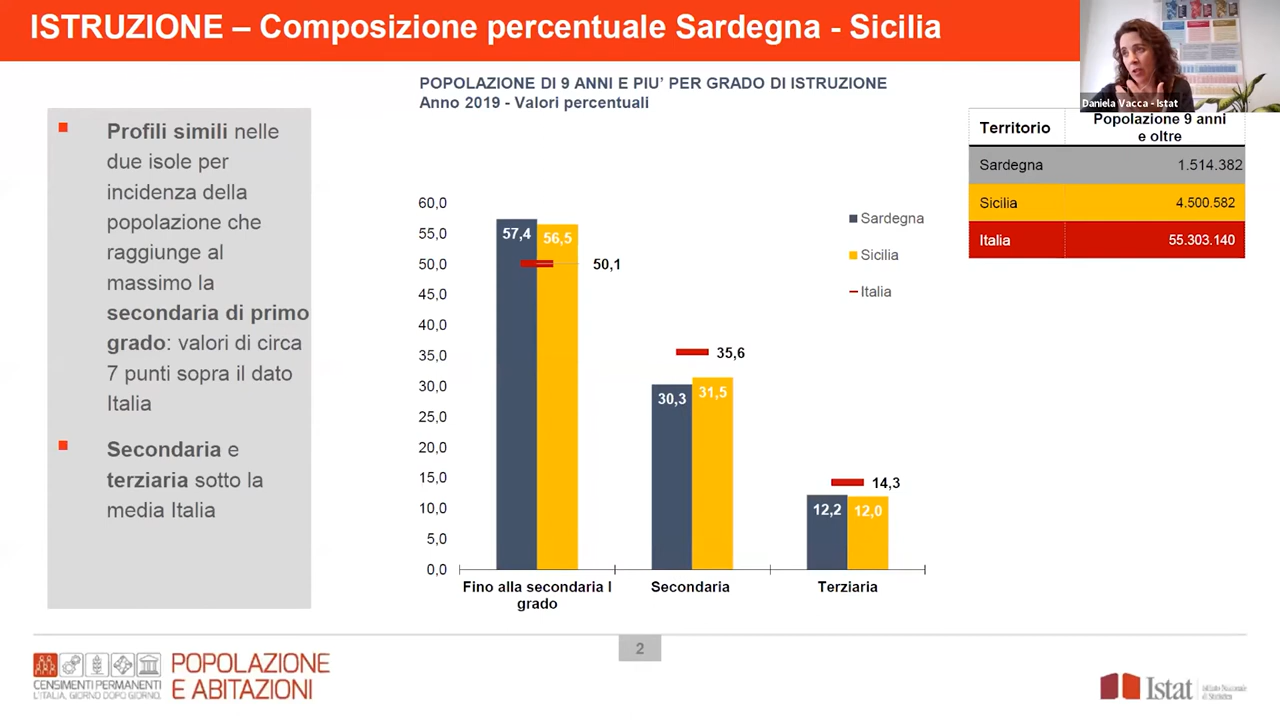 ISTRUZIONE – Composizione percentuale Sardegna - Sicilia
Daniela Vacca - Istat
POPOLAZIONE DI 9 ANNI E PIU' PER GRADO DI ISTRUZIONE
Anno 2019 - Valori percentuali
Profili simili nelle
due isole per
incidenza della
popolazione che
raggiunge al
massimo la
secondaria di primo
grado: valori di circa
7 punti sopra il dato
Italia
Secondaria e
terziaria sotto la
media Italia
60,0
55,0
50,0
45,0
40,0
35,0
30,0
25,0
20,0
15,0
10,0
5,0
0,0
57,4
56,5
50,1
30,3
31,5
35,6
12,2
12,0
14,3
Fino alla secondaria I
grado
Secondaria
Terziaria
Sardegna
Sicilia
Italia
Territorio
Popolazione 9 anni
e oltre
Sardegna 1.514.382
Sicilia 4.500.582
Italia 55.303.140
2
CENSIMENTI PERMANENTI
L'ITALIA, GIORNO DOPO GIORNO.
POPOLAZIONE
E ABITAZIONI
Istat
Istituto Nazionale
di Statistica